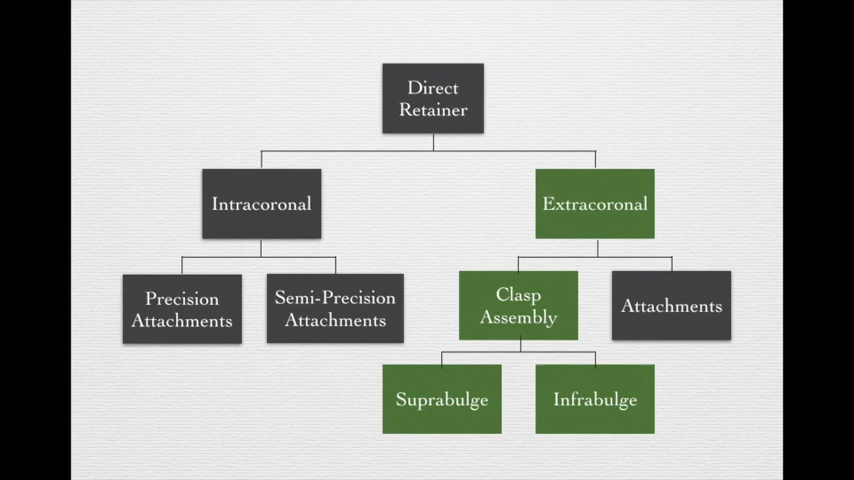 Direct
Retainer
Intracoronal
Extracoronal
Precision
Attachments
Semi-Precision
Attachments
Clasp
Assembly
Attachments
Suprabulge
Infrabulge